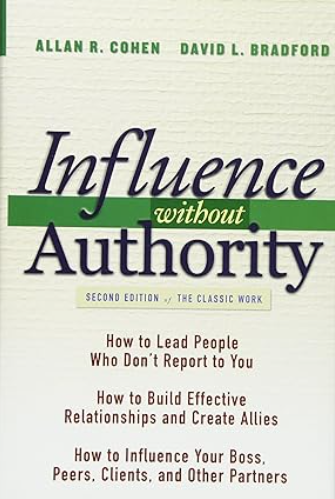 ALLAN R. COHEN DAVID L. BRADFORD
Influence
without
Authority
SECOND EDITION of THE CLASSIC WORK
How to Lead People
Who Don't Report to You
How to Build Effective
Relationships and Create Allies
How to Influence Your Boss,
Peers, Clients, and Other Partners